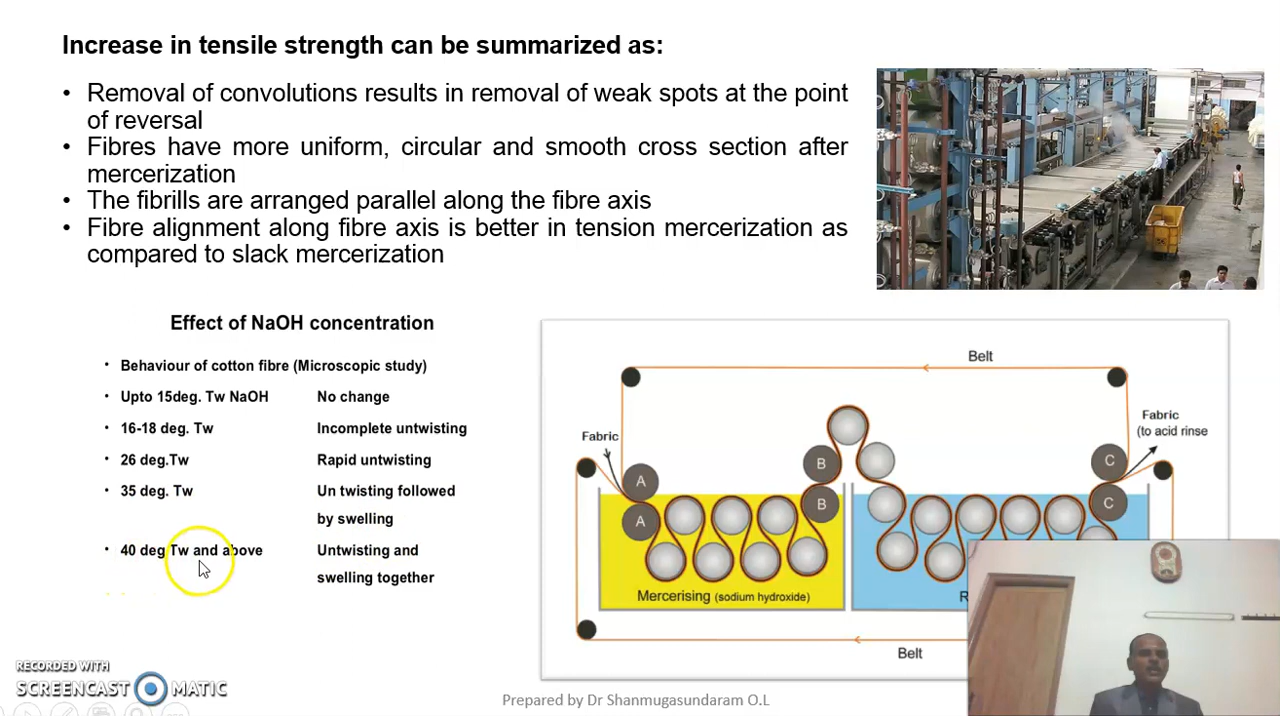 Increase in tensile strength can be summarized as:
• Removal of convolutions results in removal of weak spots at the point
of reversal
• Fibres have more uniform, circular and smooth cross section after
mercerization
• The fibrills are arranged parallel along the fibre axis
• Fibre alignment along fibre axis is better in tension mercerization as
compared to slack mercerization
Effect of NaOH concentration
• Behaviour of cotton fibre (Microscopic study)
• Upto 15deg. Tw NaOH No change
• 16-18 deg. Tw Incomplete untwisting
• 26 deg.Tw Rapid untwisting
• 35 deg. Tw Un twisting followed
by swelling
• 40 deg Tw and above Untwisting and
swelling together
Belt
Fabric
Fabric
(to acid rinse
A
A
B
B
C
C
Mercerising (sodium hydroxide)
Belt
RECORDED WITH
SCREENCAST MATIC
Prepared by Dr Shanmugasundaram O.L